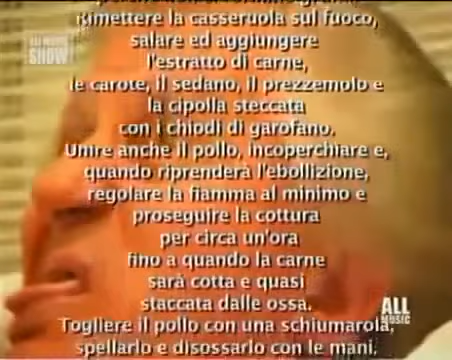 Rimettere la casseruola sul fuoco,
salare ed aggiungere
l'estratto di carne,
le carote, il sedano, il prezzemolo e
la cipolla steccata
con i chiodi di garofano.
Unire anche il pollo, incoperchiare e,
quando riprenderà l'ebollizione,
regolare la fiamma al minimo e
proseguire la cottura
per circa un'ora
fino a quando la carne
sarà cotta e quasi
staccata dalle ossa.
Togliere il pollo con una schiumarola,
spellarlo e disossarlo con le mani,
ALL MUSIC
SHOW
ALL
MUSIC